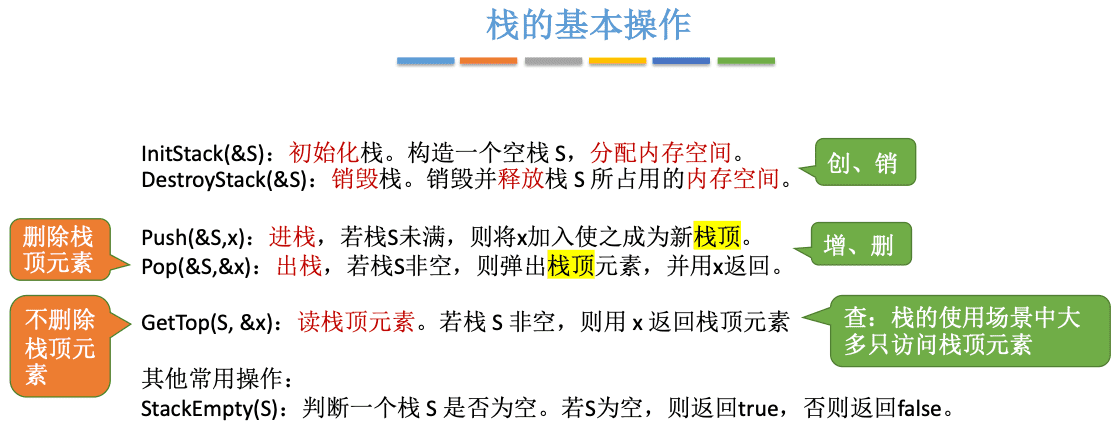 栈的基本操作
InitStack(&S)：初始化栈。构造一个空栈 S，分配内存空间。
DestroyStack(&S)：销毁栈。销毁并释放栈 S 所占用的内存空间。
创、销
删除栈
顶元素
Push(&S,x)：进栈，若栈S未满，则将x加入使之成为新栈顶。
Pop(&S,&x)：出栈，若栈S非空，则弹出栈顶元素，并用x返回。
增、删
不删除
栈顶元
素
GetTop(S, &x)：读栈顶元素。若栈 S 非空，则用 x 返回栈顶元素
查：栈的使用场景中大
多只访问栈顶元素
其他常用操作：
StackEmpty(S)：判断一个栈 S 是否为空。若S为空，则返回true，否则返回false。